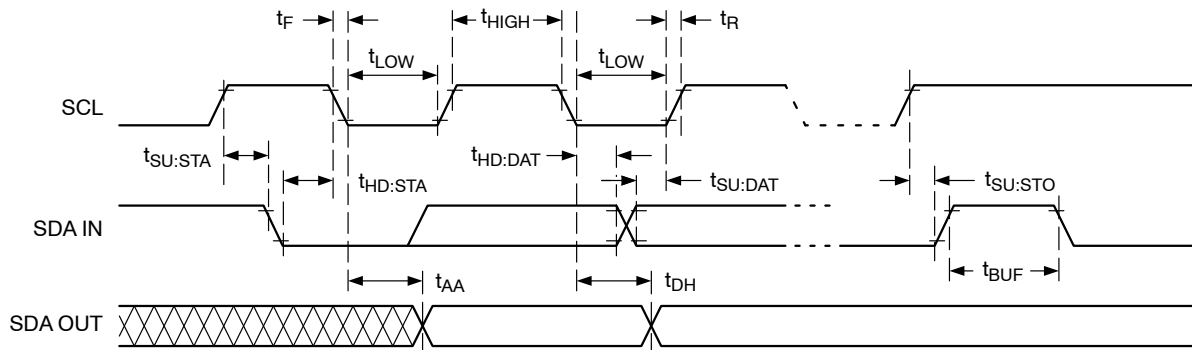 tF
tHIGH
tR
tLOW
tLOW
SCL
tSU:STA
tHD:STA
tHD:DAT
tSU:DAT
tSU:STO
SDA IN
tBUF
tAA
tDH
SDA OUT